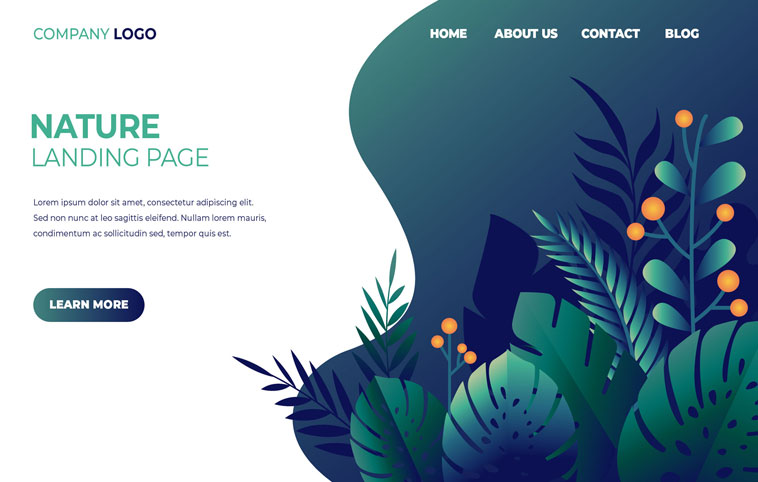 COMPANY LOGO
HOME ABOUT US CONTACT BLOG
NATURE
LANDING PAGE
Lorem ipsum dolor sit amet, consectetur adipiscing elit.
Sed non nunc at leo sagittis eleifend. Nullam lorem mauris,
condimentum ac sollicitudin sed, tempor quis est.
LEARN MORE